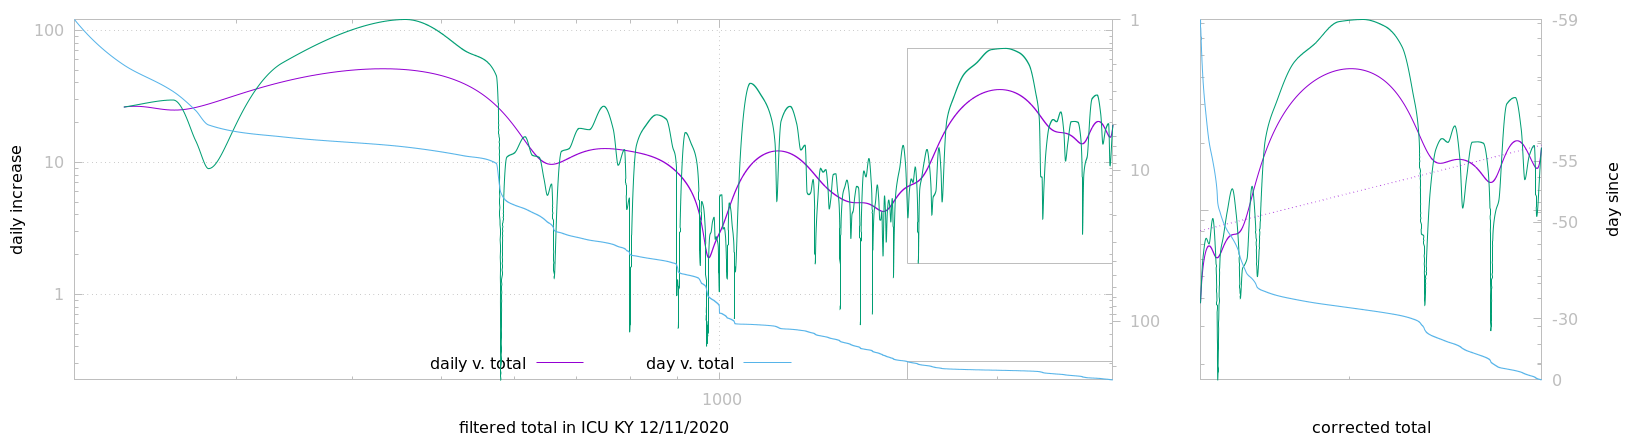 100
10
1
daily increase
daily v. total
day v. total
1000
filtered total in ICU KY 12/11/2020
1
10
100
-59
-55
-50
-30
0
day since
corrected total